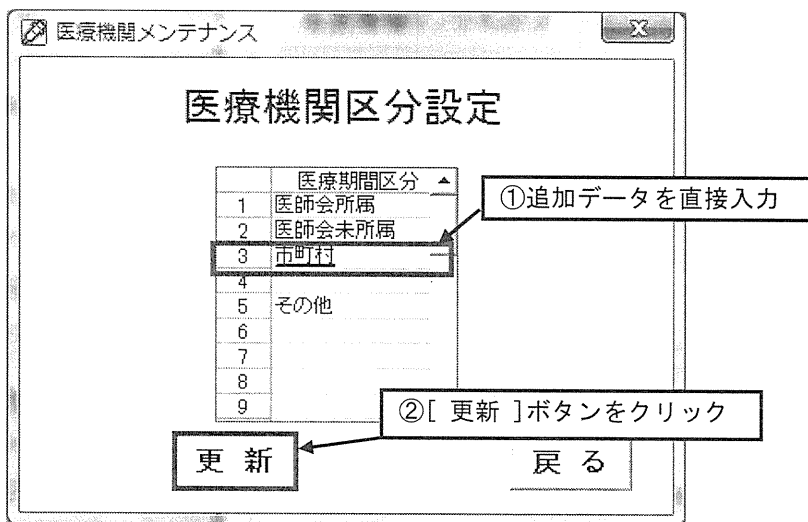 医療機関メンテナンス
医療機関区分設定
医療期間区分
1 医師会所属
2 医師会未所属
3 市町村
4
5 その他
6
7
8
9
①追加データを直接入力
②[ 更新 ]ボタンをクリック
更 新
戻 る